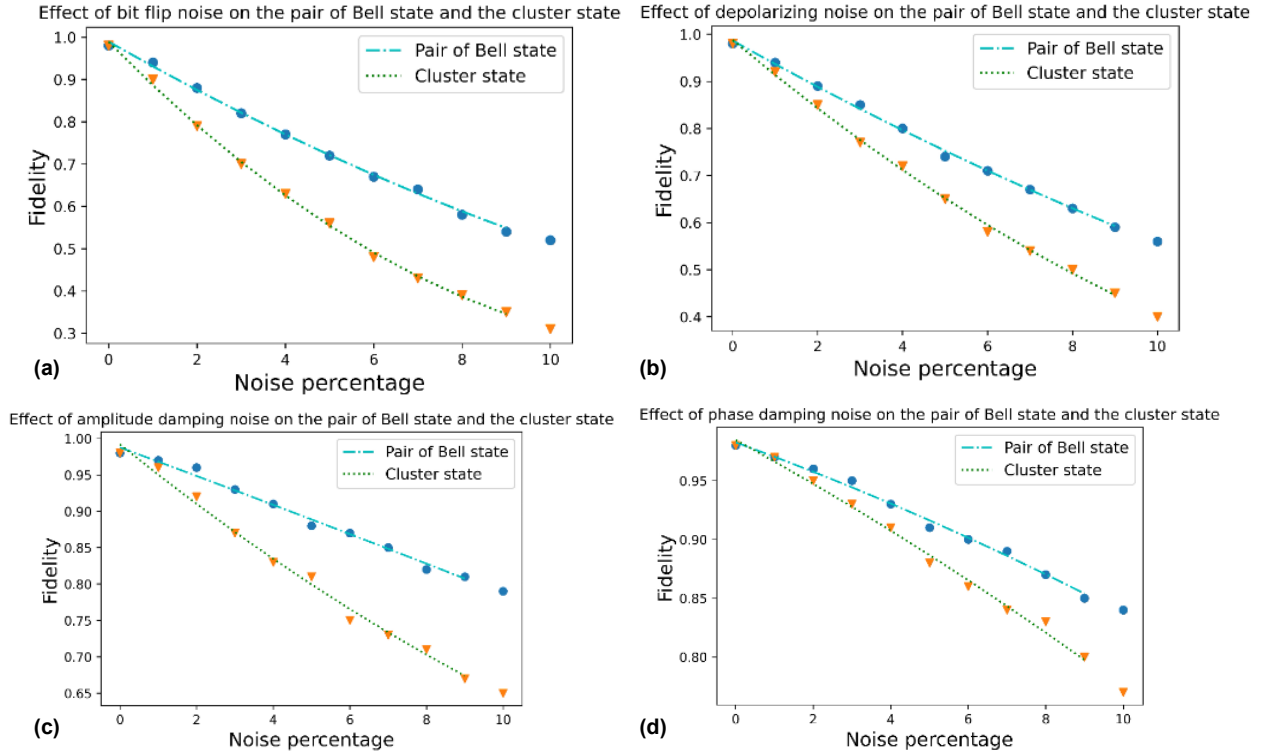 Effect of bit flip noise on the pair of Bell state and the cluster state
1.0
0.9
0.8
0.7
0.6
0.5
0.4
0.3
Fidelity
Pair of Bell state
Cluster state
0
2
4
6
8
10
Noise percentage
(a)
Effect of depolarizing noise on the pair of Bell state and the cluster state
1.0
0.9
0.8
0.7
0.6
0.5
0.4
Fidelity
Pair of Bell state
Cluster state
0
2
4
6
8
10
Noise percentage
(b)
Effect of amplitude damping noise on the pair of Bell state and the cluster state
1.00
0.95
0.90
0.85
0.80
0.75
0.70
0.65
Fidelity
Pair of Bell state
Cluster state
0
2
4
6
8
10
Noise percentage
(c)
Effect of phase damping noise on the pair of Bell state and the cluster state
0.95
0.90
0.85
0.80
Fidelity
Pair of Bell state
Cluster state
0
2
4
6
8
10
Noise percentage
(d)